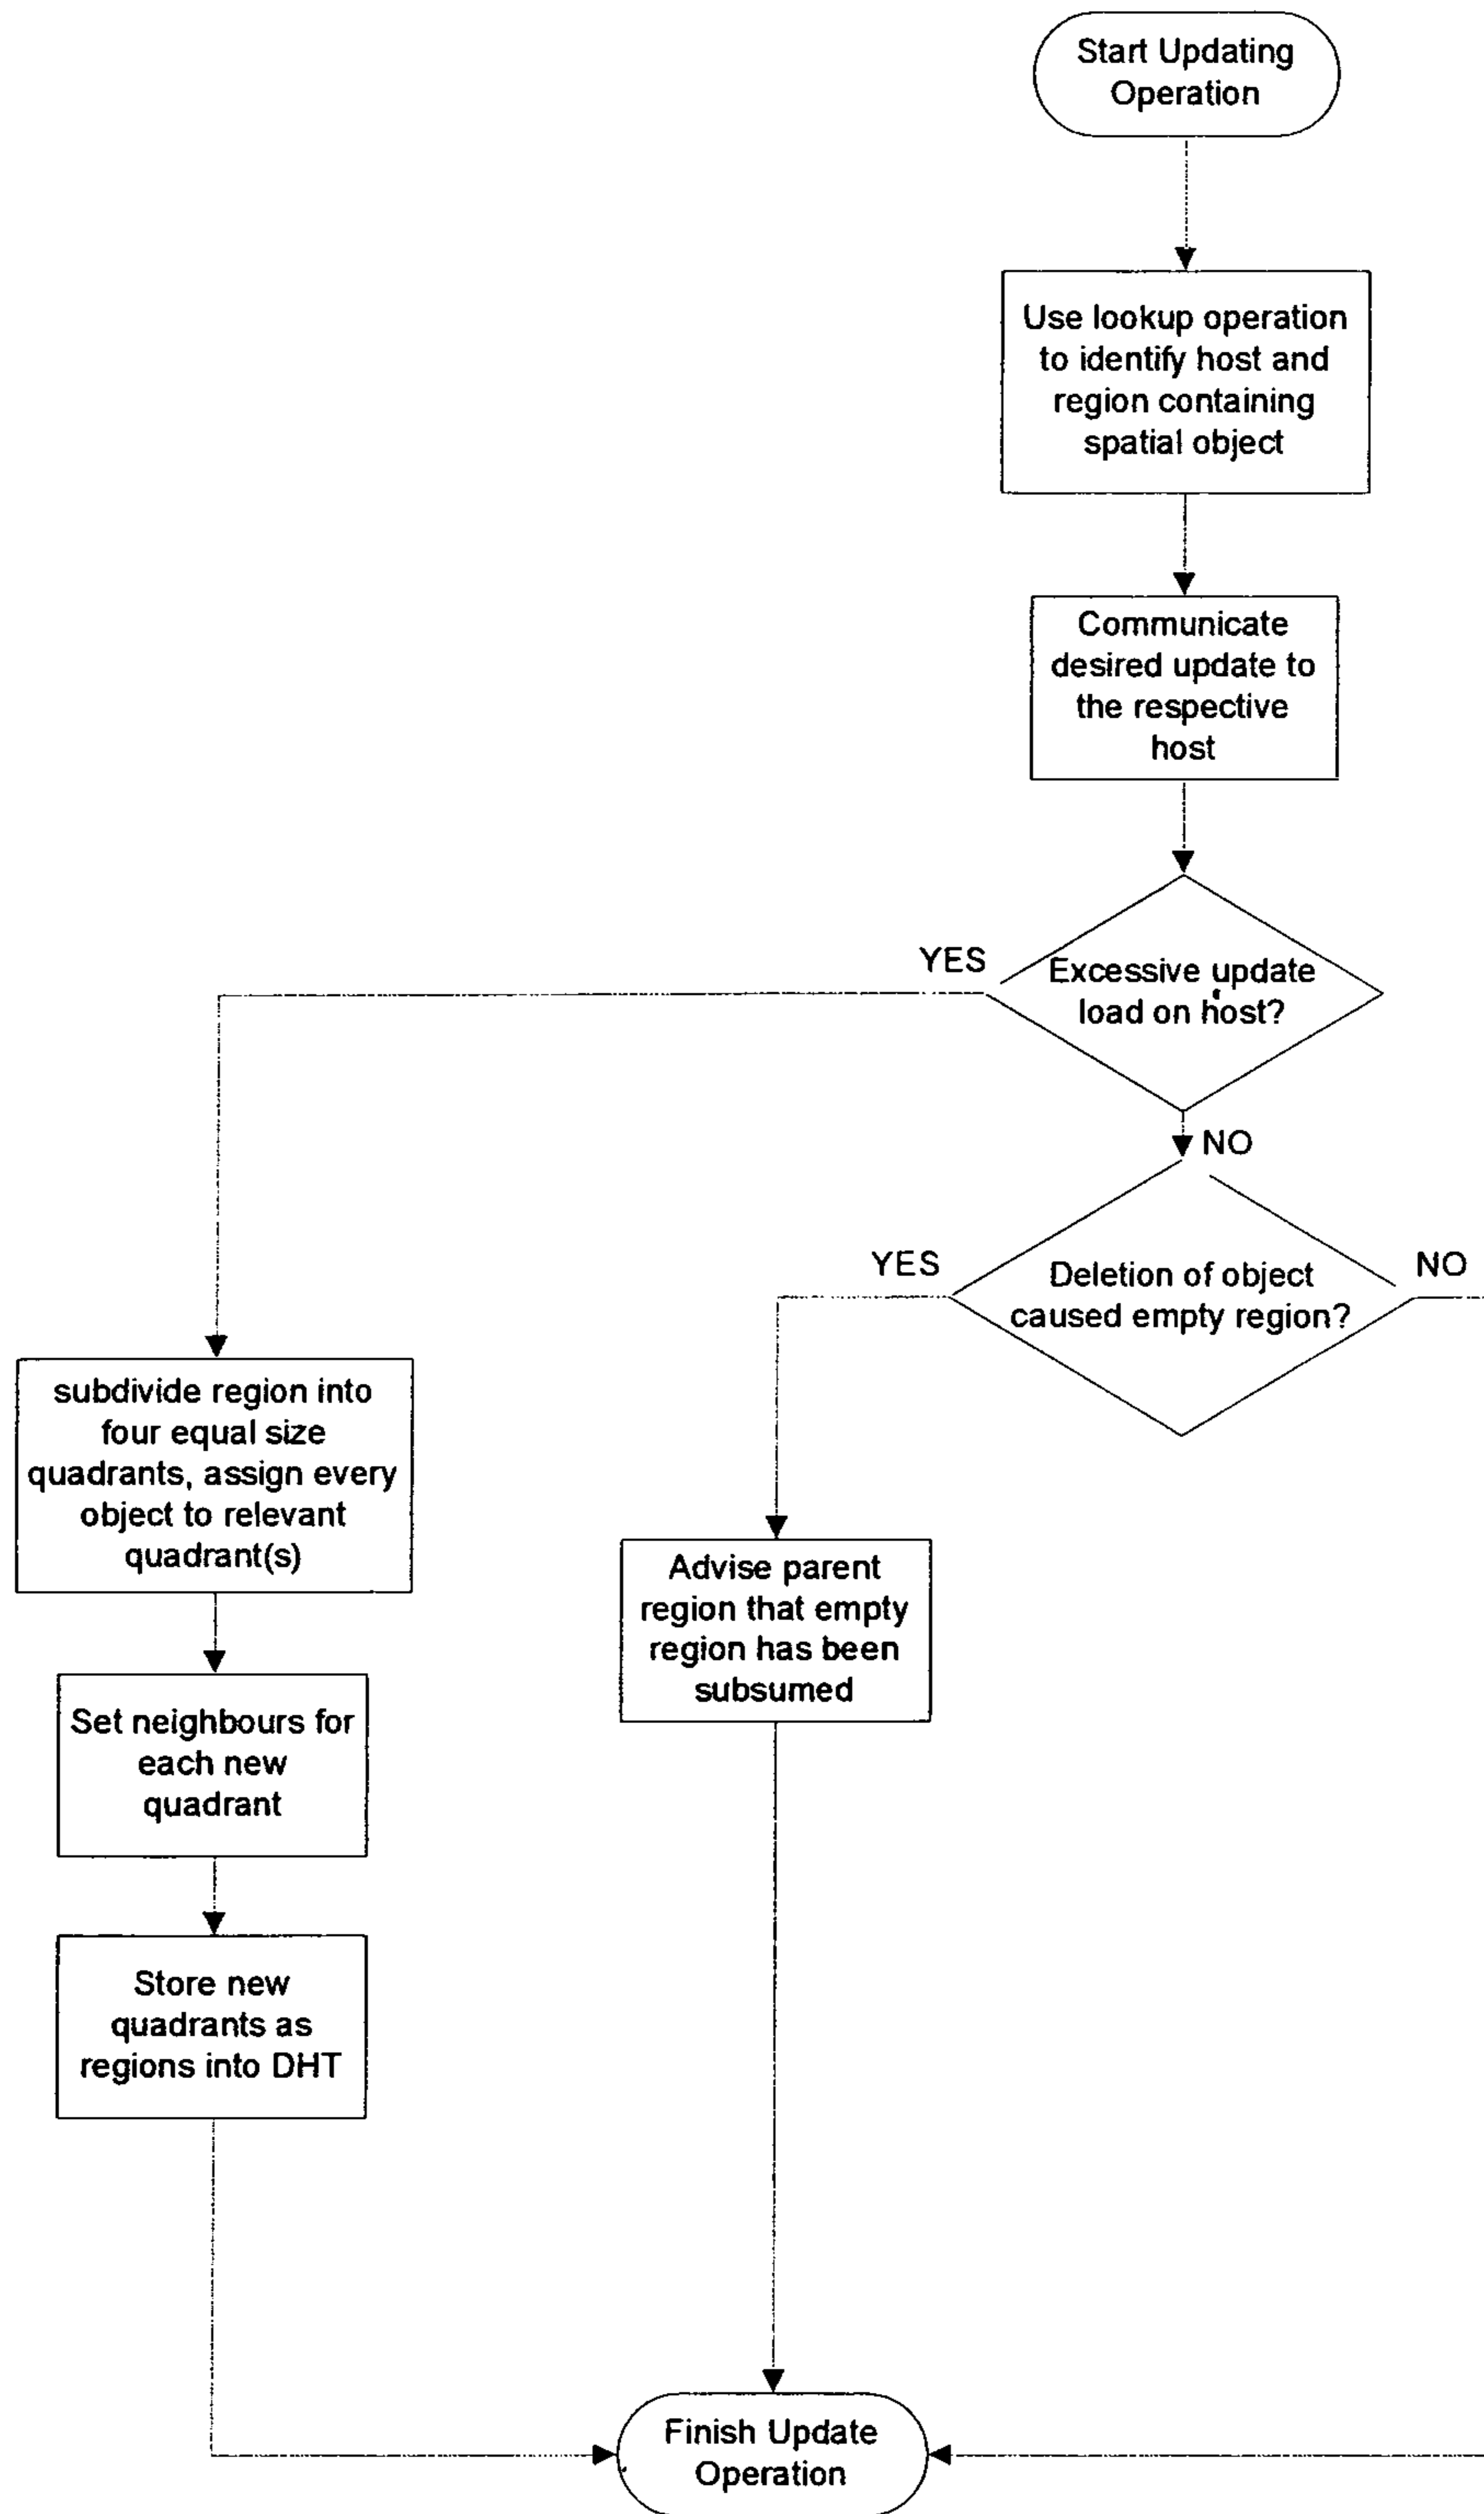 Start Updating
Operation
Use lookup operation
to identify host and
region containing
spatial object
Communicate
desired update to
the respective
host
YES
Excessive update
load on host?
NO
YES
Deletion of object
caused empty region?
NO
subdivide region into
four equal size
quadrants, assign every
object to relevant
quadrant(s)
Advise parent
region that empty
region has been
subsumed
Set neighbours for
each new
quadrant
Store new
quadrants as
regions into DHT
Finish Update
Operation